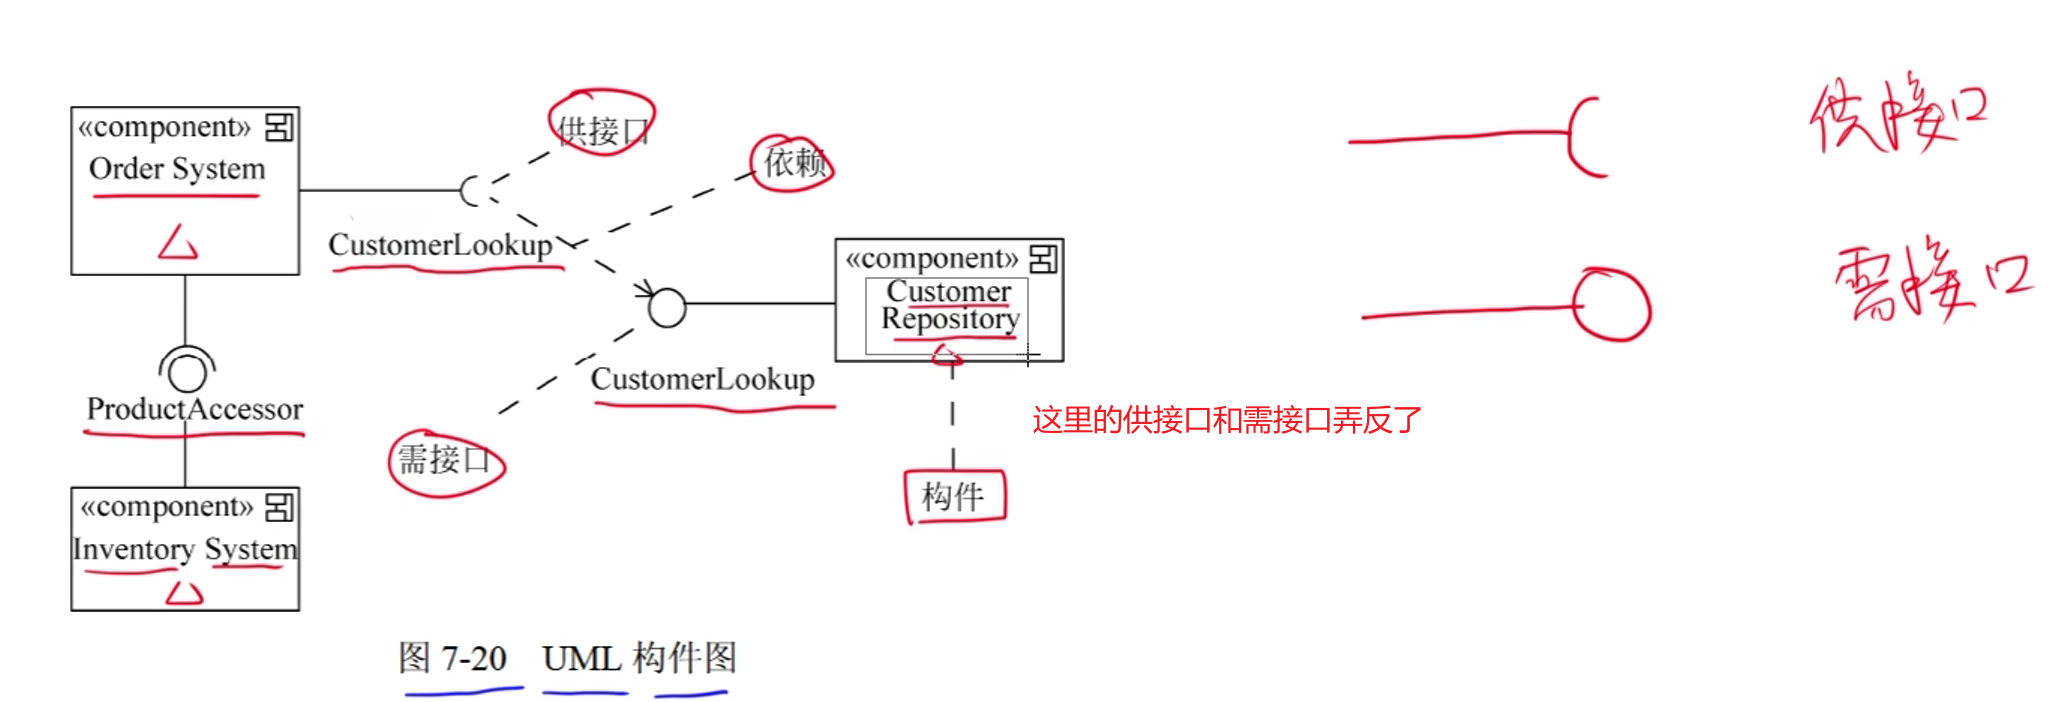 «component»
Order System
供接口
依赖
CustomerLookup
«component»
Customer
Repository
CustomerLookup
ProductAccessor
需接口
构件
«component»
Inventory System
图 7-20 UML 构件图
供接口
需接口
这里的供接口和需接口弄反了